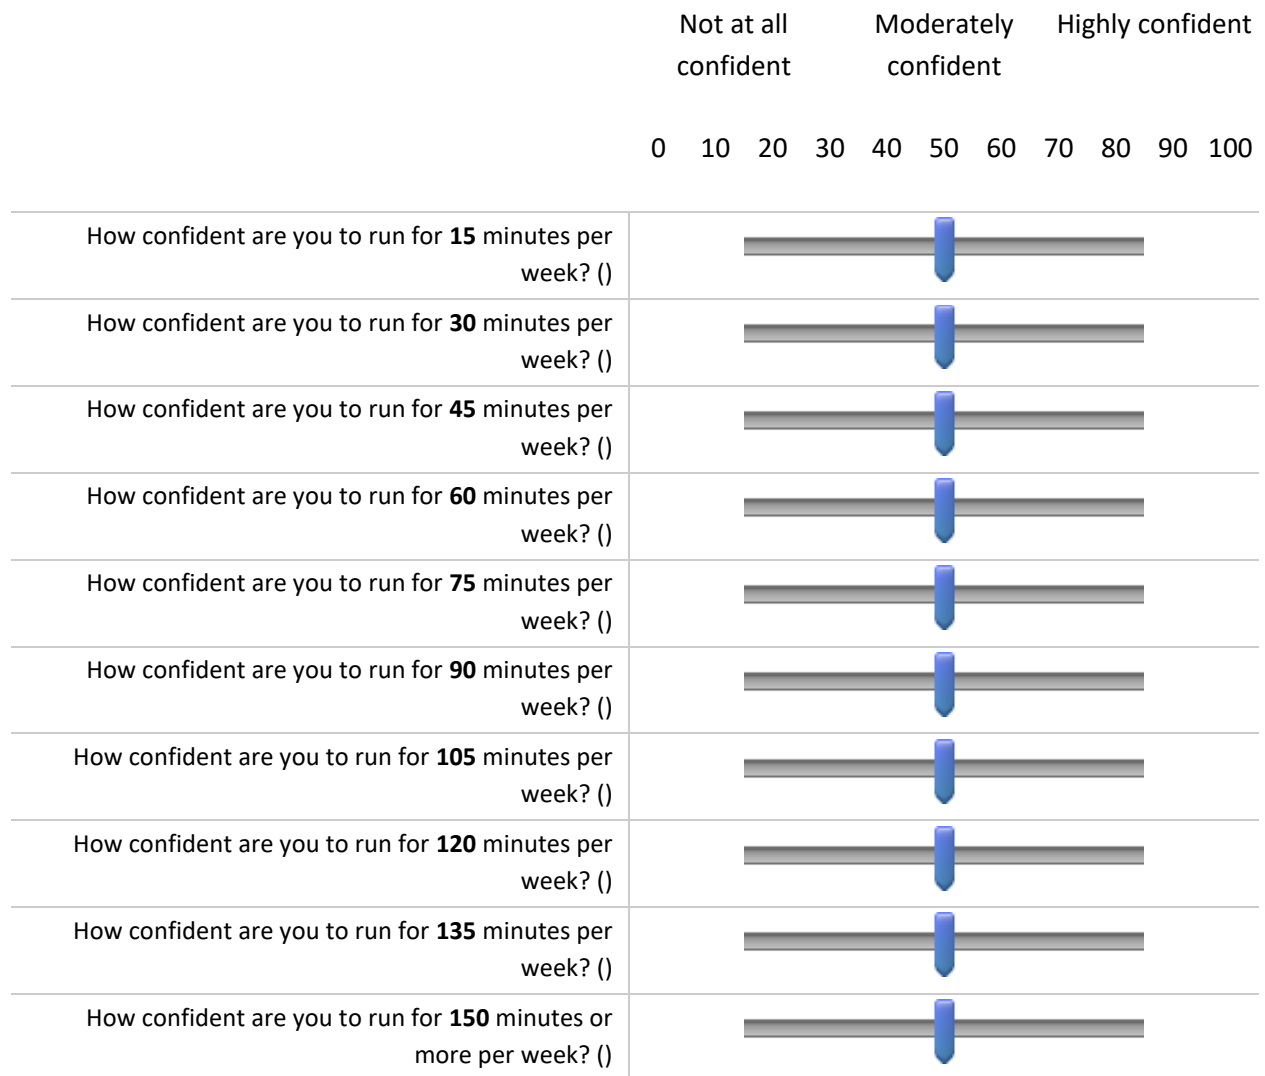 Not at all Moderately Highly confident
confident confident
0 10 20 30 40 50 60 70 80 90 100
How confident are you to run for 15 minutes per
week? ()
How confident are you to run for 30 minutes per
week? ()
How confident are you to run for 45 minutes per
week? ()
How confident are you to run for 60 minutes per
week? ()
How confident are you to run for 75 minutes per
week? ()
How confident are you to run for 90 minutes per
week? ()
How confident are you to run for 105 minutes per
week? ()
How confident are you to run for 120 minutes per
week? ()
How confident are you to run for 135 minutes per
week? ()
How confident are you to run for 150 minutes or
more per week? ()